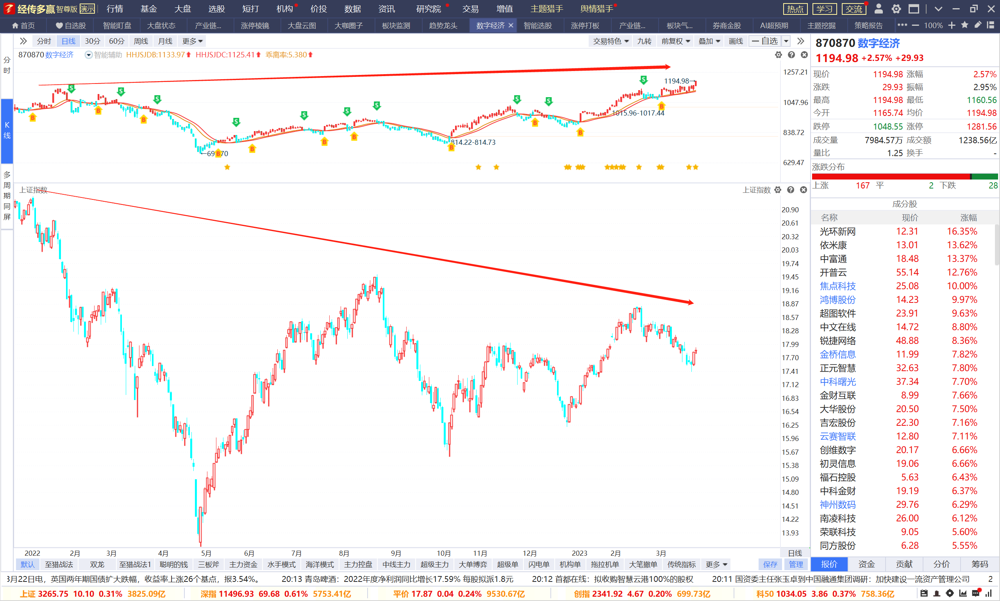 经传多赢 智尊版 演示 行情 基金 大盘 选股 短打 机构 价投 数据 资讯 研究院 交易 增值 主题猎手 舆情猎手 热点 学习 交流
首页 自选股 智能盯盘 大盘状态 产业链... 涨停棱镜 大盘云图 大咖圈子 板块监测 趋势龙头 数字经济 智能选股 涨停打板 产业链... 板块气... 券商金股 AI超预期 主题挖掘 策略报告 100%
分时 日线 30分 60分 周线 月线 更多 交易特色 九转 前复权 叠加 画线 自选
870870 数字经济 智能辅助 HHJSJDB:1133.97 HHJSJDC:1125.41 乖离率:5.380
分时
K线
多周期同屏
1257.21
1047.96
838.72
629.47
1194.98
1015.96-1017.44
814.22-814.73
上证指数
上证指数
20.90
20.61
20.32
20.03
19.74
19.45
19.16
18.87
18.57
18.28
17.99
17.70
17.41
17.12
16.83
16.54
16.25
15.96
15.67
15.38
15.09
14.80
14.51
14.22
13.93
2022 2月 3月 4月 5月 6月 7月 8月 9月 10月 11月 12月 2023 2月 3月 日线
默认 至猎战法 双龙 至猎战法1 聪明的钱 三板斧 主力资金 水手模式 海洋模式 主力控盘 中线主力 超级主力 大单博弈 超级单 闪电单 机构单 拖拉机单 大笔撤单 传统指标 更多 保存 管理
870870 数字经济
1194.98 +2.57% +29.93
现价 1194.98 涨幅 2.57%
涨跌 29.93 振幅 2.95%
最高 1194.98 最低 1160.56
今开 1165.74 均价 1194.98
跌停 1048.55 涨停 1281.56
成交量 7984.57万 成交额 1238.56亿
量比 1.25 换手 -
涨跌分布
上涨 167 平 2 下跌 28
成分股
名称 现价 涨幅
光环新网 12.31 16.35%
依米康 13.01 13.62%
中富通 18.48 13.37%
开普云 55.14 12.76%
焦点科技 25.08 10.00%
鸿博股份 14.23 9.97%
超图软件 23.91 9.63%
中文在线 14.72 8.80%
锐捷网络 48.88 8.36%
金桥信息 11.99 7.82%
正元智慧 32.63 7.80%
中科曙光 37.34 7.70%
金财互联 8.99 7.66%
大华股份 20.50 7.50%
吉宏股份 22.30 7.16%
云赛智联 12.80 7.11%
创维数字 20.17 6.66%
初灵信息 19.06 6.66%
福石控股 5.63 6.43%
中科金财 19.19 6.37%
神州数码 29.76 6.29%
南凌科技 26.00 6.12%
荣联科技 9.05 5.60%
同方股份 6.28 5.55%
报价 资金 贡献 分价 筹码
3月22日电，英国两年期国债扩大跌幅，收益率上涨26个基点，报3.54%。 20:13 青岛啤酒：2022年度净利润同比增长17.59% 每股拟派1.8元 20:12 首都在线：拟收购智慧云港100%的股权 20:11 国资委主任张玉卓到中国融通集团调研：加快建设一流资产管理公司 2
上证 3265.75 10.10 0.31% 3825.09亿 深指 11496.93 69.68 0.61% 5753.41亿 平价 17.87 0.04 0.24% 9530.67亿 创指 2341.92 4.67 0.20% 699.73亿 科50 1034.05 3.86 0.37% 758.36亿